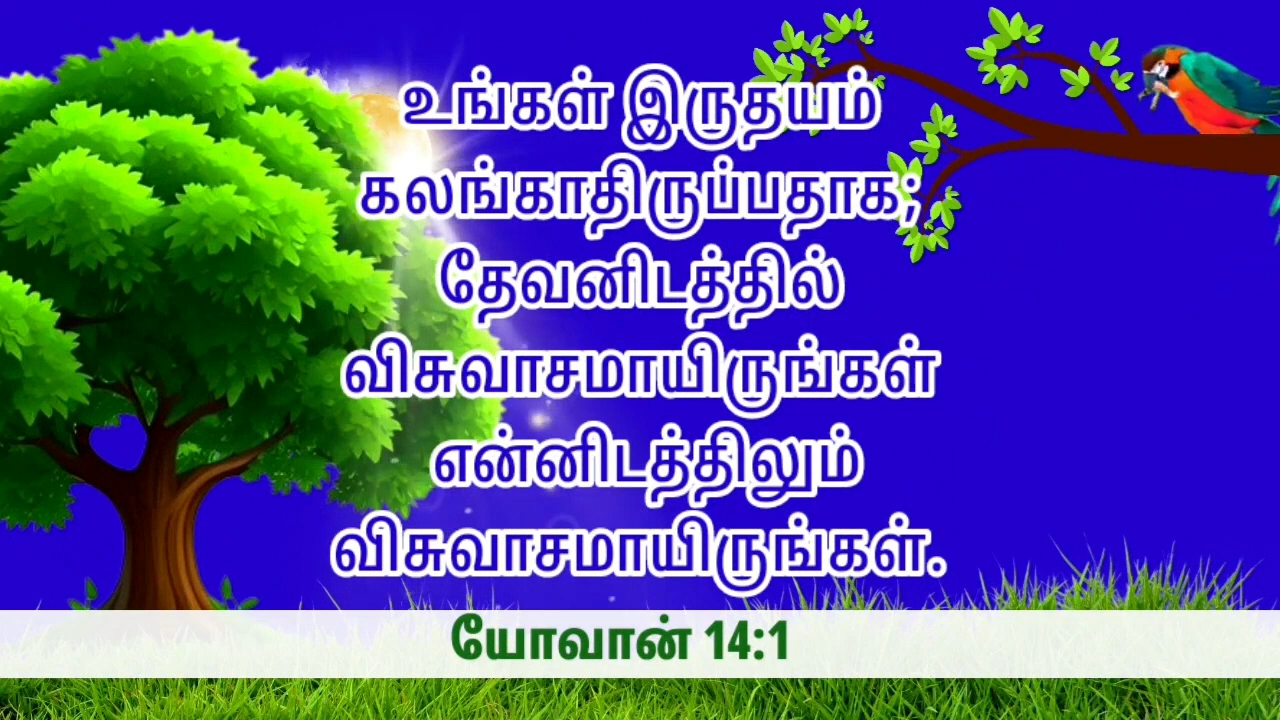 உங்கள் இருதயம்
கலங்காதிருப்பதாக;
தேவனிடத்தில்
விசுவாசமாயிருங்கள்
என்னிடத்திலும்
விசுவாசமாயிருங்கள்.
யோவான் 14:1